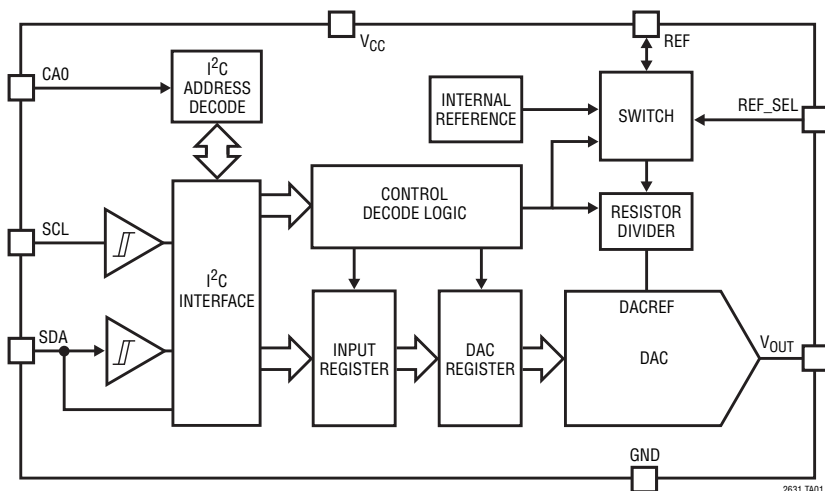 V_CC
REF
CA0
I²C
ADDRESS
DECODE
INTERNAL
REFERENCE
SWITCH
REF_SEL
SCL
I²C
INTERFACE
CONTROL
DECODE LOGIC
RESISTOR
DIVIDER
SDA
INPUT
REGISTER
DAC
REGISTER
DACREF
DAC
V_OUT
GND
2631 TA01